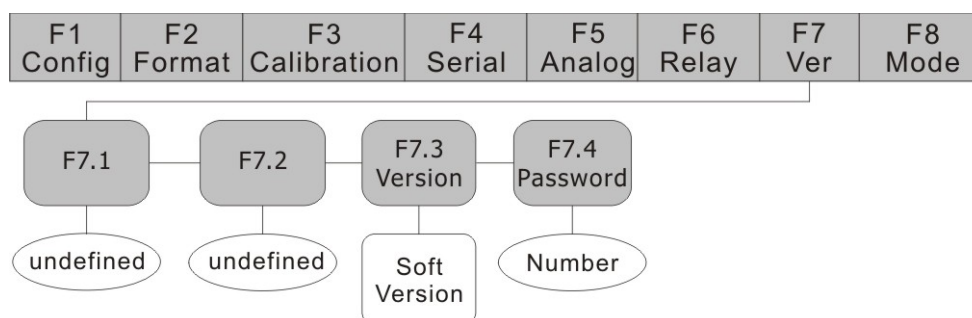 F1 F2 F3 F4 F5 F6 F7 F8
Config Format Calibration Serial Analog Relay Ver Mode
F7.1 F7.2 F7.3 F7.4
Version Password
undefined undefined Soft Number
Version